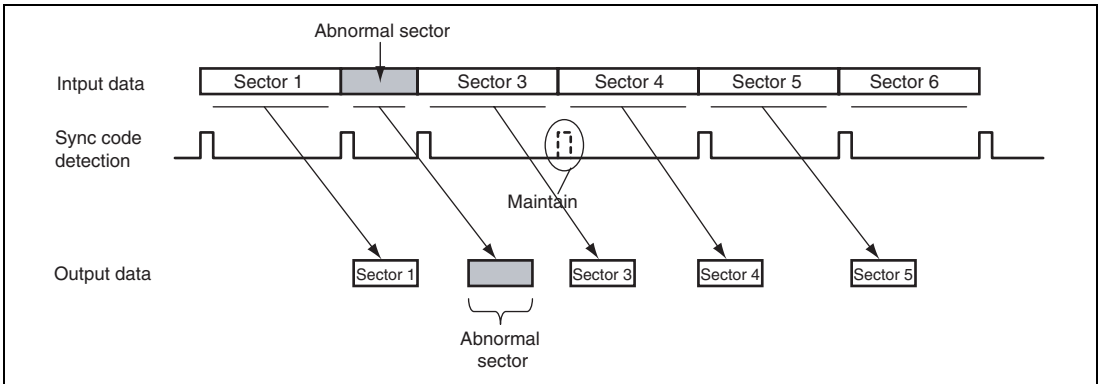 Abnormal sector
Intput data
Sector 1
Sector 3
Sector 4
Sector 5
Sector 6
Sync code
detection
Maintain
Output data
Sector 1
Sector 3
Sector 4
Sector 5
Abnormal
sector